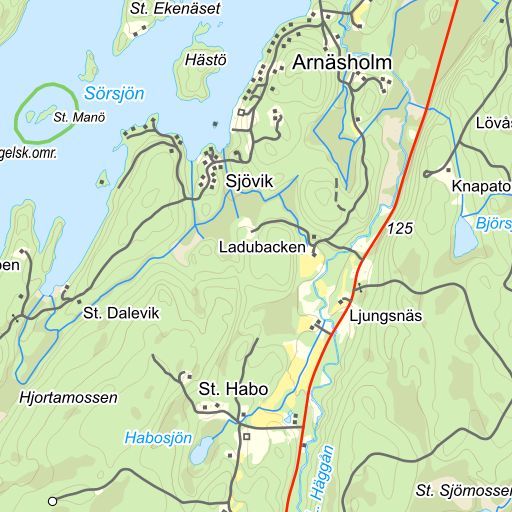 St. Ekenäset
Hästö
Arnäsholm
Sörsjön
St. Manö
gelsk.omr.
Lövås
Sjövik
Knapato
125
Björs
Ladubacken
pen
St. Dalevik
Ljungsnäs
St. Habo
Hjortamossen
Habosjön
Häggån
St. Sjömossen